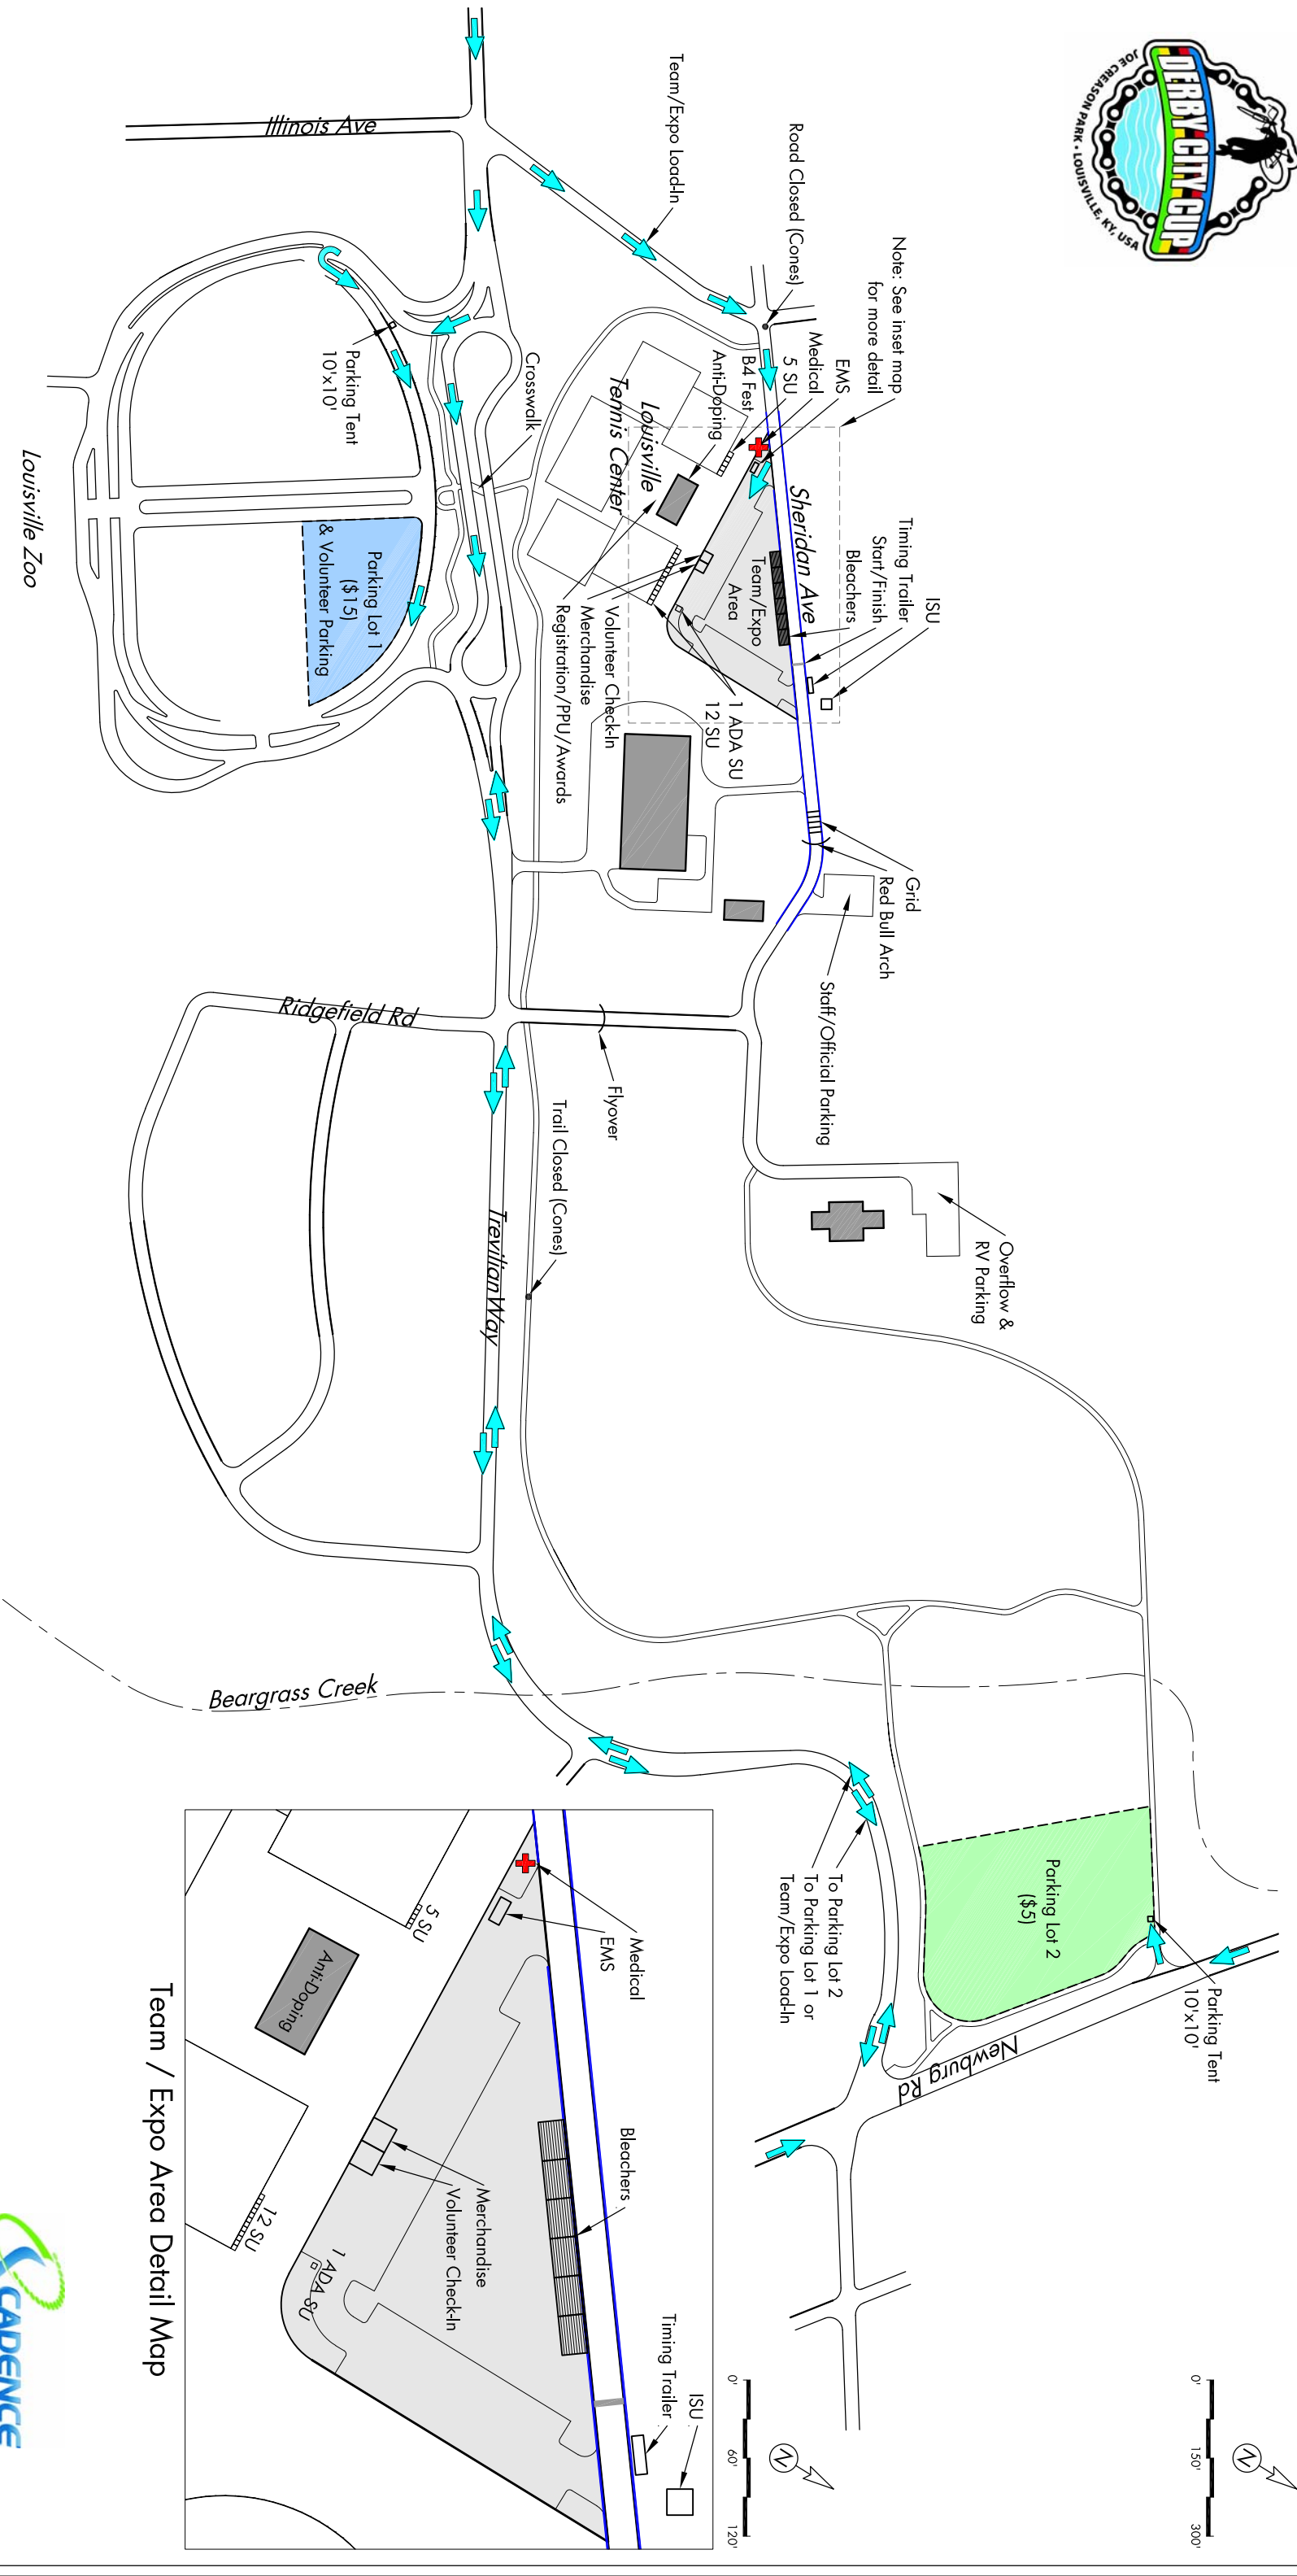 DERBY CITY CUP
JOE CREASON PARK • LOUISVILLE, KY, USA
Note: See inset map
for more detail
Road Closed (Cones)
Team/Expo Load-In
Illinois Ave
EMS
Medical
5 SU
B4 Fest
Anti-Doping
Louisville
Tennis Center
Crosswalk
Parking Tent
10'x10'
Louisville Zoo
Parking Lot 1
($15)
& Volunteer Parking
Sheridan Ave
ISU
Timing Trailer
Start/Finish
Bleachers
Team/Expo
Area
1 ADA SU
12 SU
Volunteer Check-In
Merchandise
Registration/PPU/Awards
Grid
Red Bull Arch
Staff/Official Parking
Ridgefield Rd
Flyover
Trail Closed (Cones)
Trevilian Way
Overflow &
RV Parking
Beargrass Creek
Parking Lot 2
($5)
To Parking Lot 2
To Parking Lot 1 or
Team/Expo Load-In
Parking Tent
10'x10'
Newburg Rd
0' 150' 300'
N
0' 60' 120'
N
Medical
EMS
5 SU
Anti-Doping
Bleachers
Merchandise
Volunteer Check-In
12 SU
1 ADA SU
Timing Trailer
ISU
Team / Expo Area Detail Map
CADENCE